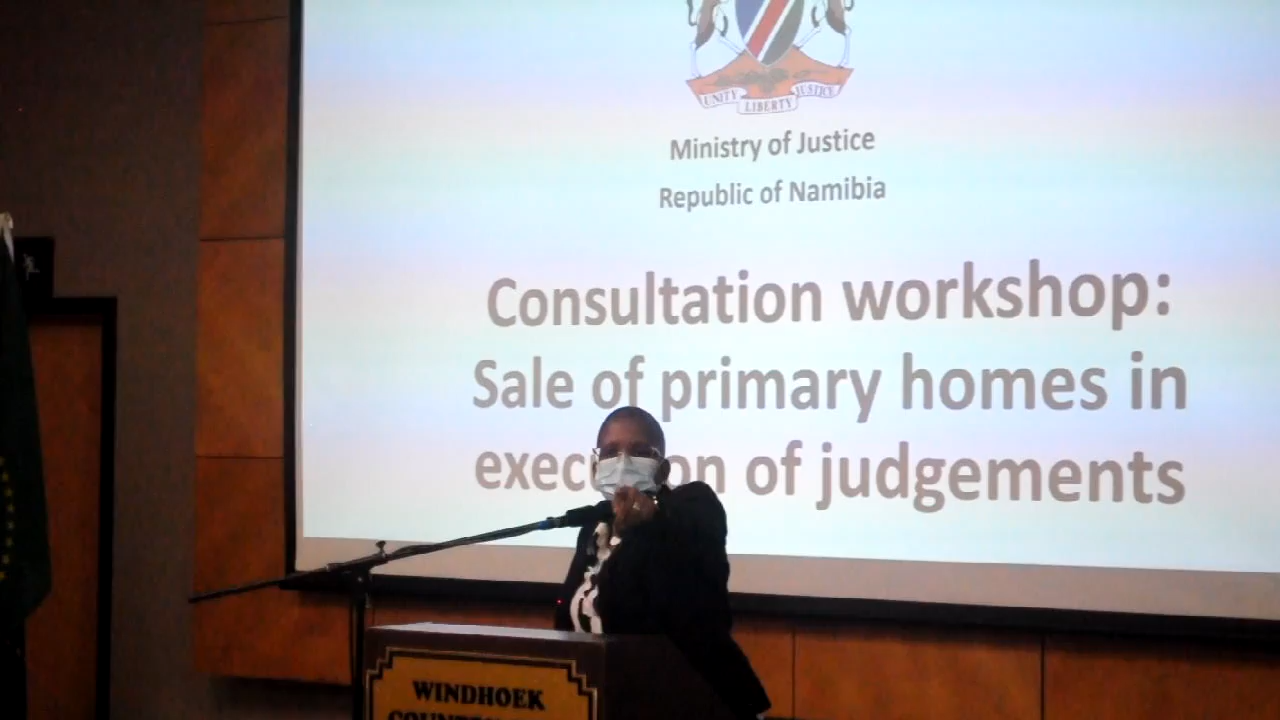 UNITY LIBERTY JUSTICE
Ministry of Justice
Republic of Namibia
Consultation workshop:
Sale of primary homes in
of judgements
WINDHOEK